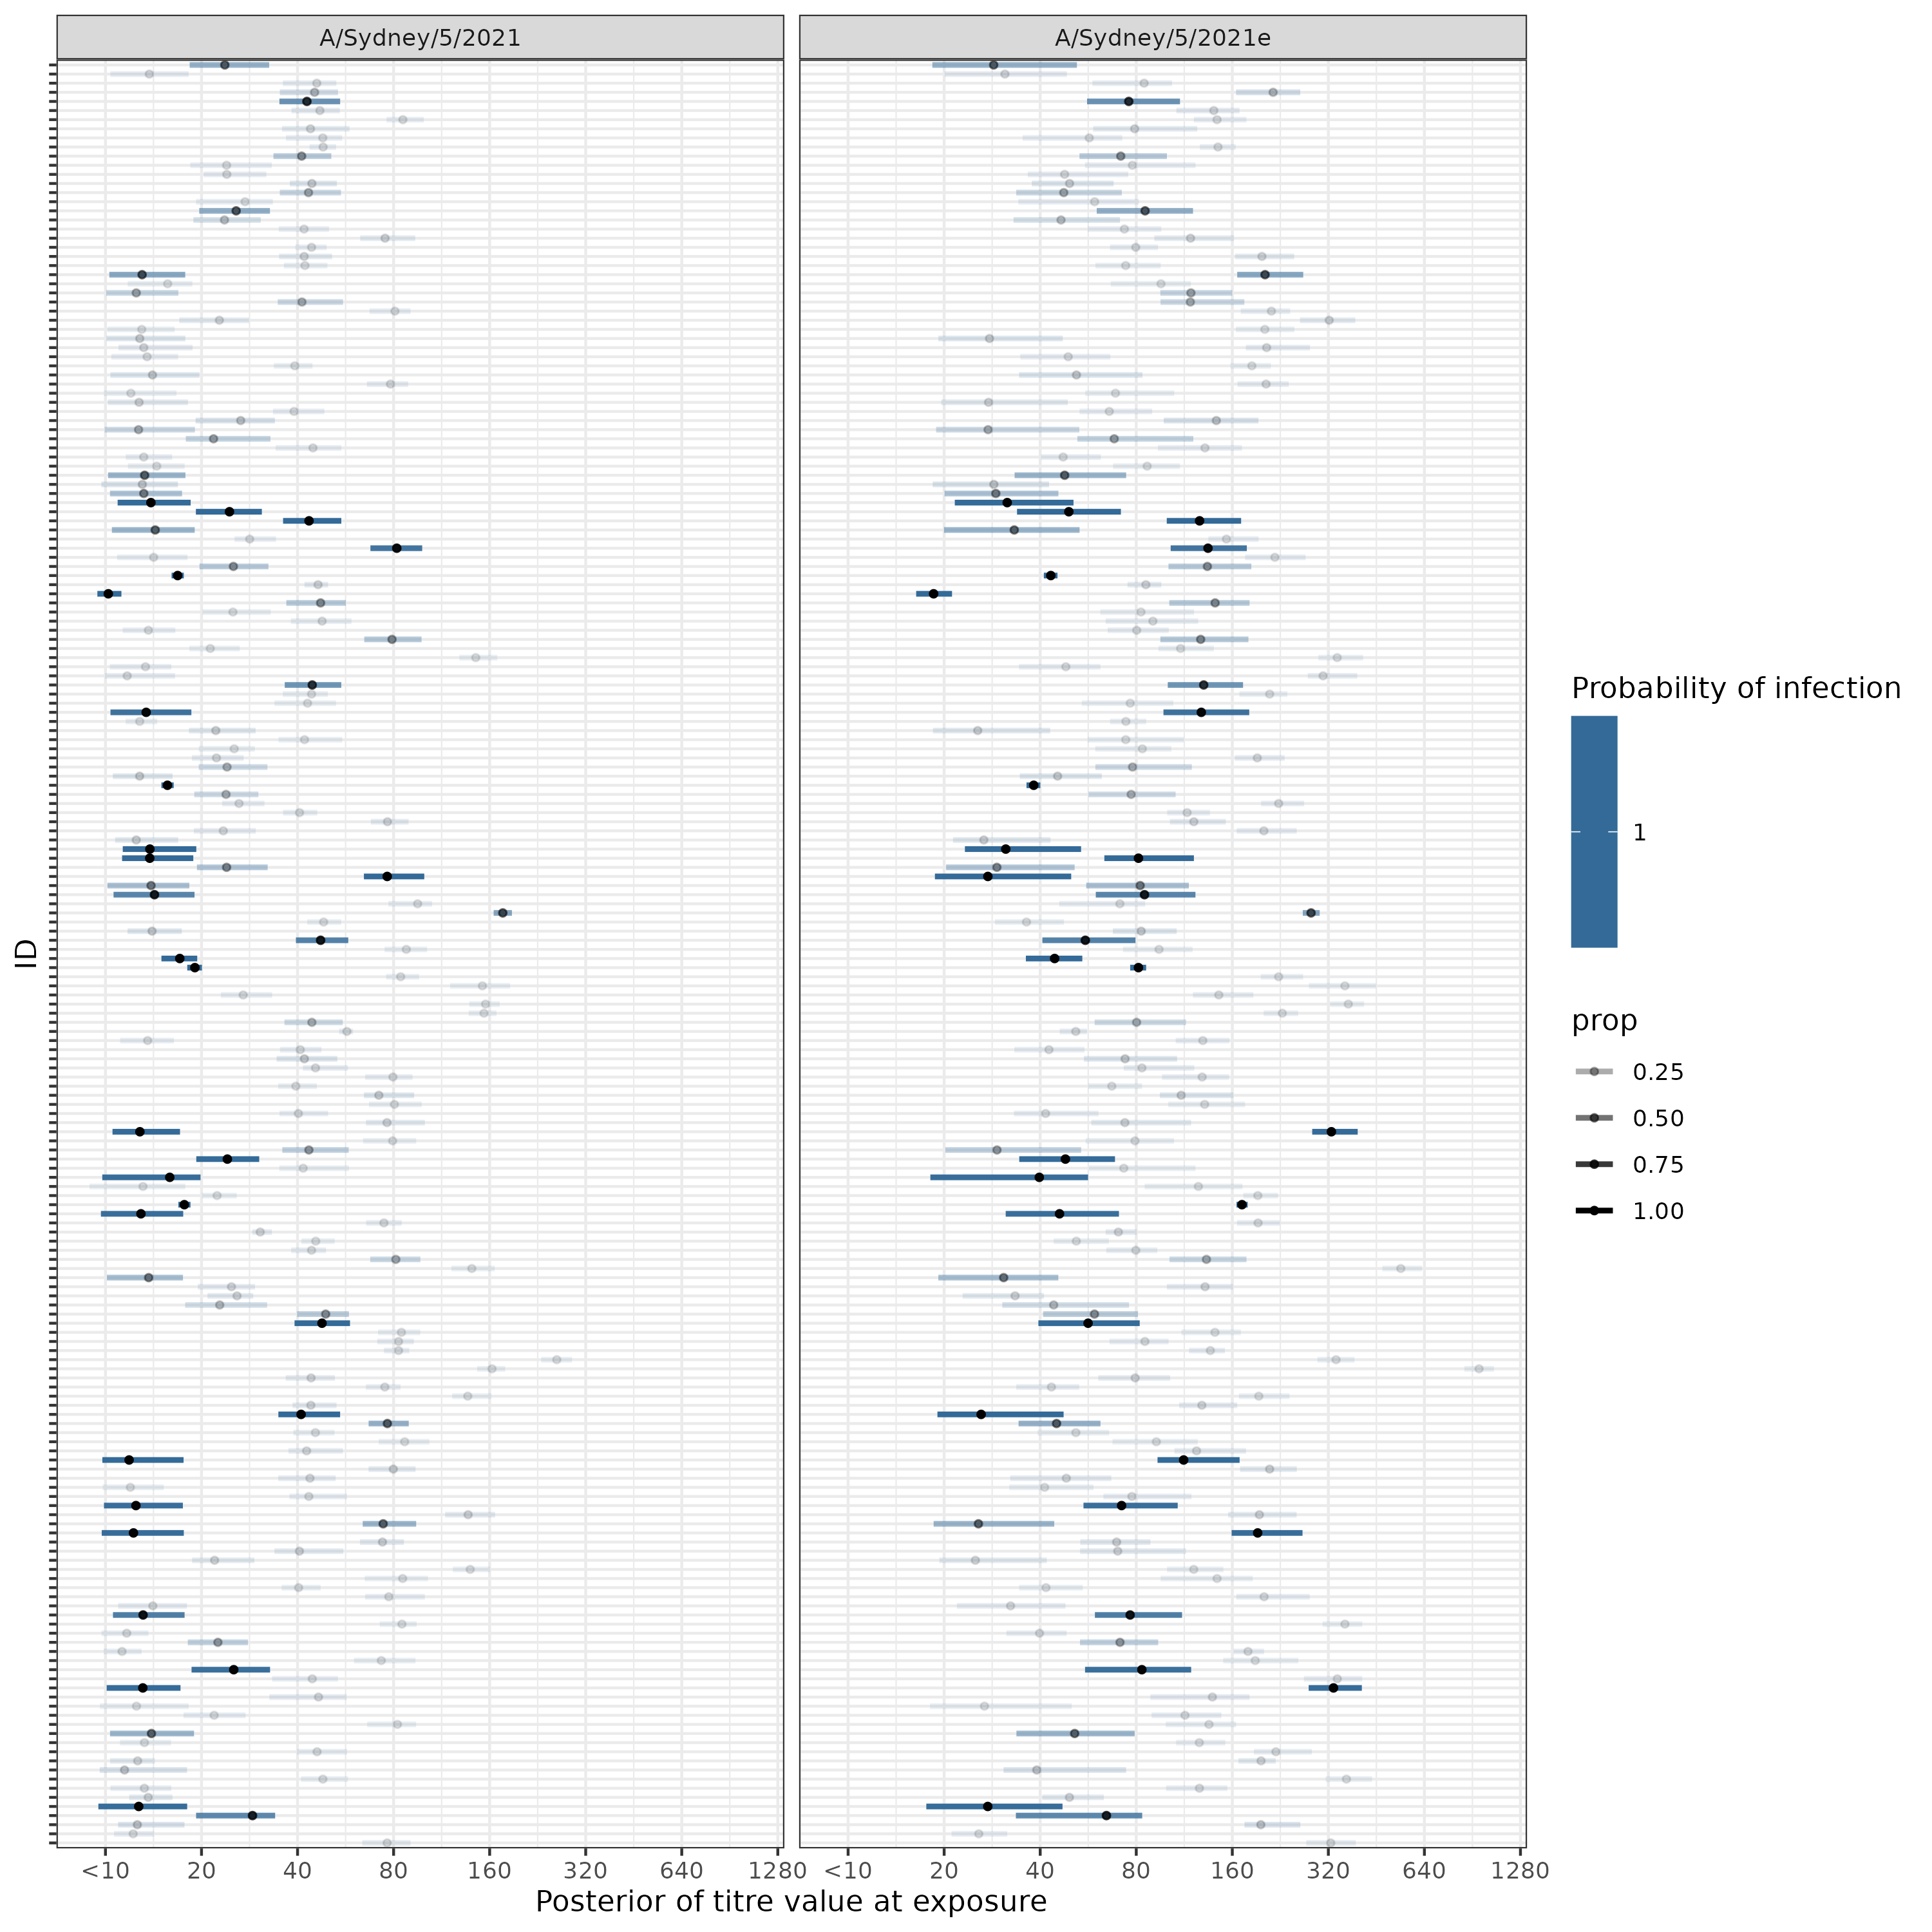 A/Sydney/5/2021
A/Sydney/5/2021e
ID
Probability of infection
1
prop
0.25
0.50
0.75
1.00
<10 20 40 80 160 320 640 1280 <10 20 40 80 160 320 640 1280
Posterior of titre value at exposure